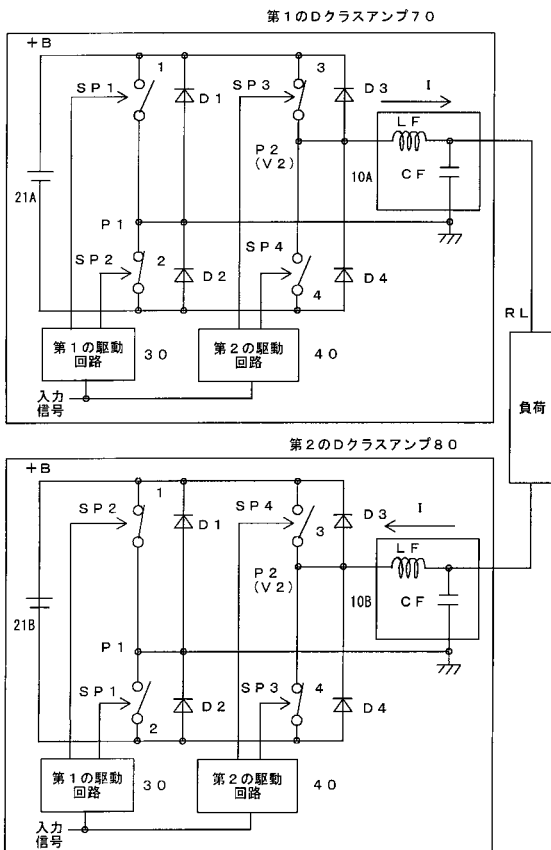 第1のDクラスアンプ70
+B
1
3
SP1
D1
SP3
D3
I
LF
P2
(V2)
10A
CF
21A
P1
SP2
2
D2
SP4
4
D4
RL
第1の駆動
回路
30
第2の駆動
回路
40
負荷
入力
信号
第2のDクラスアンプ80
+B
1
SP2
D1
SP4
3
D3
I
LF
P2
(V2)
10B
CF
21B
P1
SP1
2
D2
SP3
4
D4
第1の駆動
回路
30
第2の駆動
回路
40
入力
信号